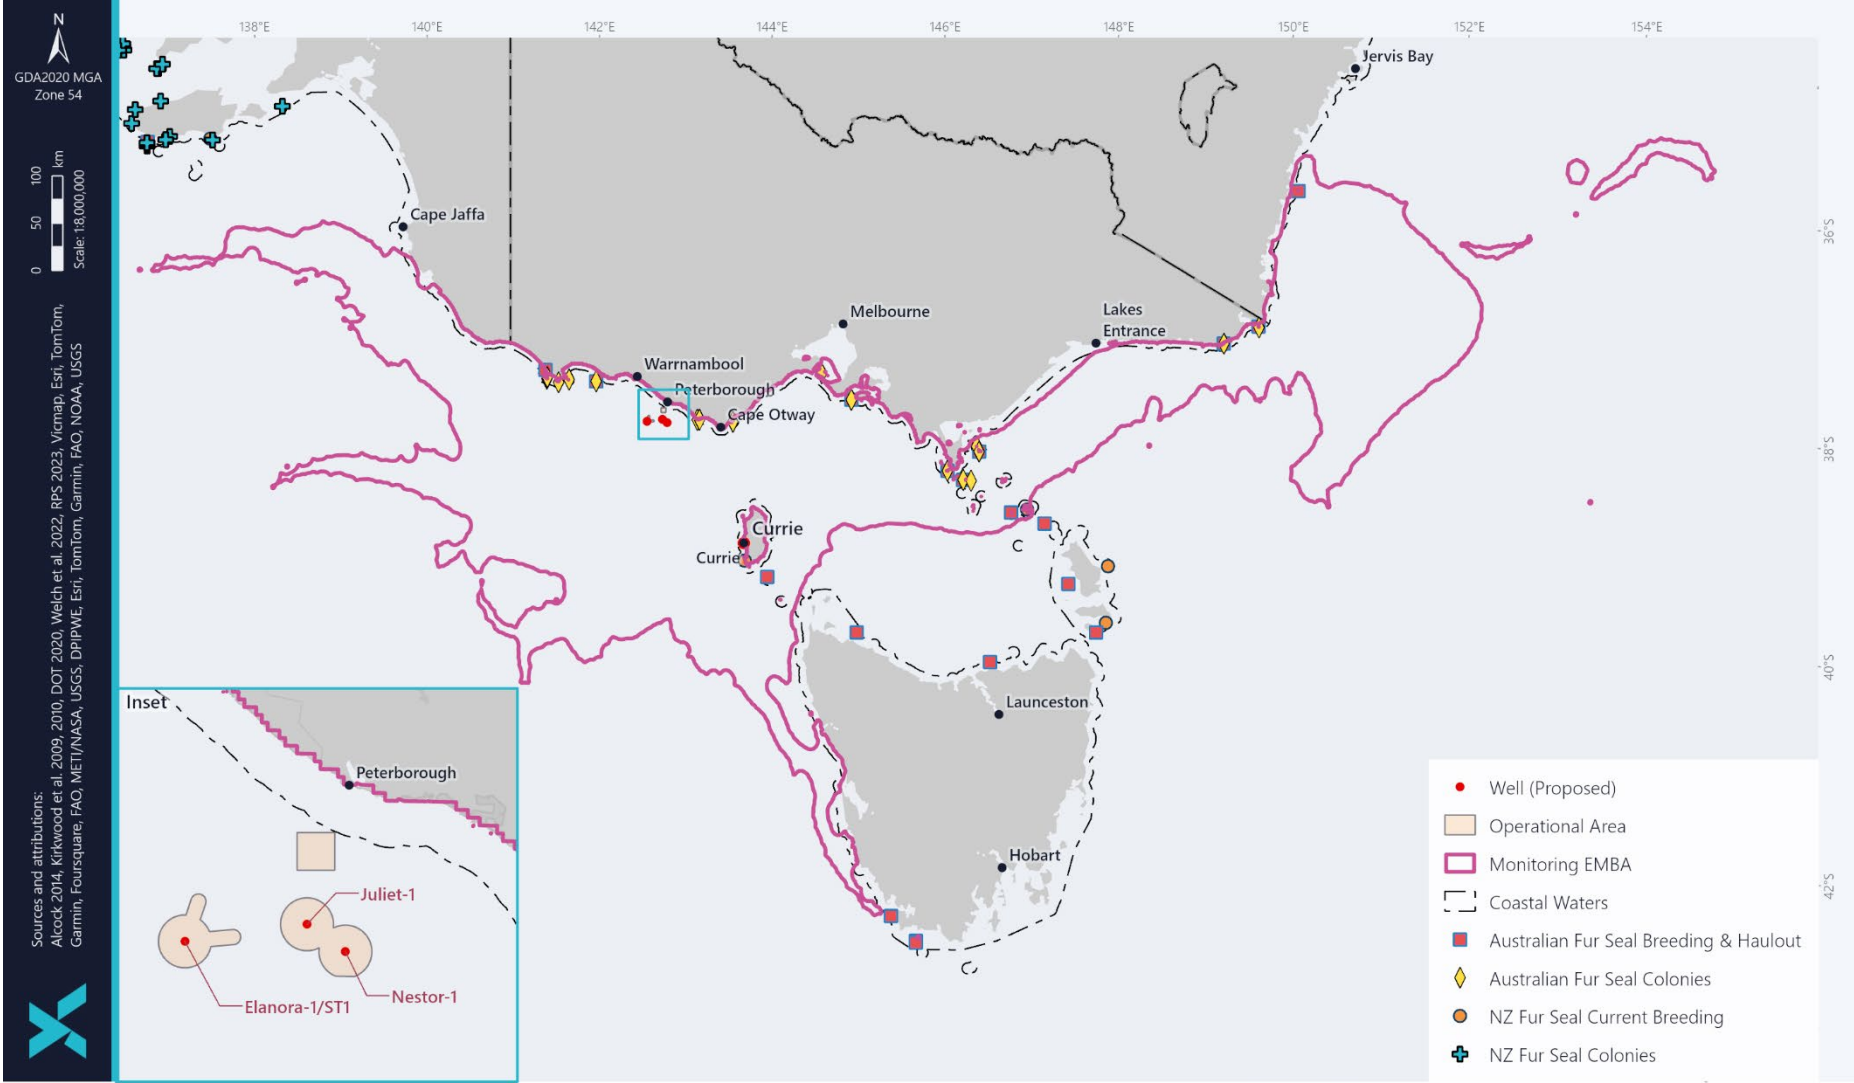 N
GDA2020 MGA
Zone 54
0 50 100 km
Scale: 1:8,000,000
Sources and attributions:
Alcock 2014, Kirkwood et al. 2009, 2010, DOT 2020, Welch et al. 2022, RPS 2023, Vicmap, Esri, TomTom,
Garmin, Foursquare, FAO, METI/NASA, USGS, DPIPWE, Esri, TomTom, Garmin, FAO, NOAA, USGS
138°E 140°E 142°E 144°E 146°E 148°E 150°E 152°E 154°E
36°S
38°S
40°S
42°S
Jervis Bay
Cape Jaffa
Melbourne
Lakes
Entrance
Warrnambool
Peterborough
Cape Otway
Currie
Currie
Launceston
Hobart
Inset
Peterborough
Juliet-1
Nestor-1
Elanora-1/ST1
Well (Proposed)
Operational Area
Monitoring EMBA
Coastal Waters
Australian Fur Seal Breeding & Haulout
Australian Fur Seal Colonies
NZ Fur Seal Current Breeding
NZ Fur Seal Colonies